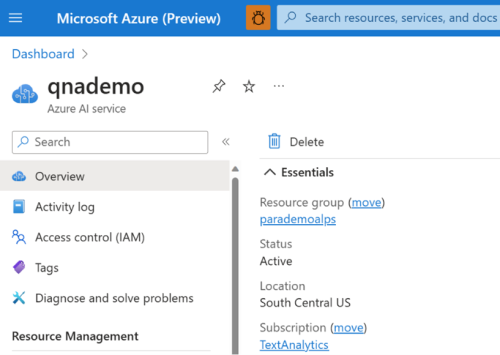 Microsoft Azure (Preview)
Search resources, services, and docs
Dashboard
qnademo
Azure AI service
Search
Overview
Activity log
Access control (IAM)
Tags
Diagnose and solve problems
Resource Management
Delete
Essentials
Resource group (move)
parademoalps
Status
Active
Location
South Central US
Subscription (move)
TextAnalytics